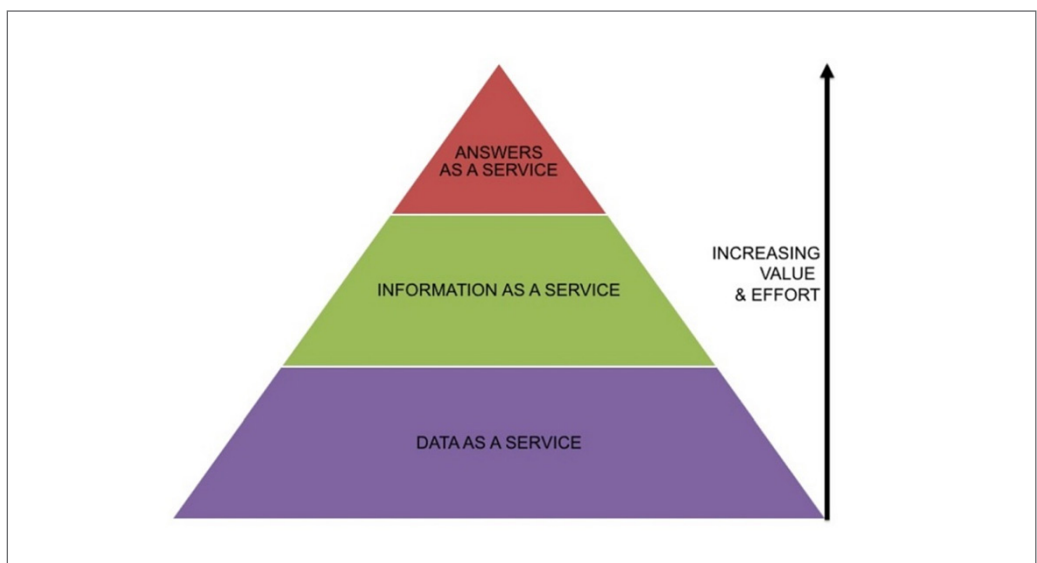 ANSWERS
AS A SERVICE
INFORMATION AS A SERVICE
DATA AS A SERVICE
INCREASING
VALUE
& EFFORT